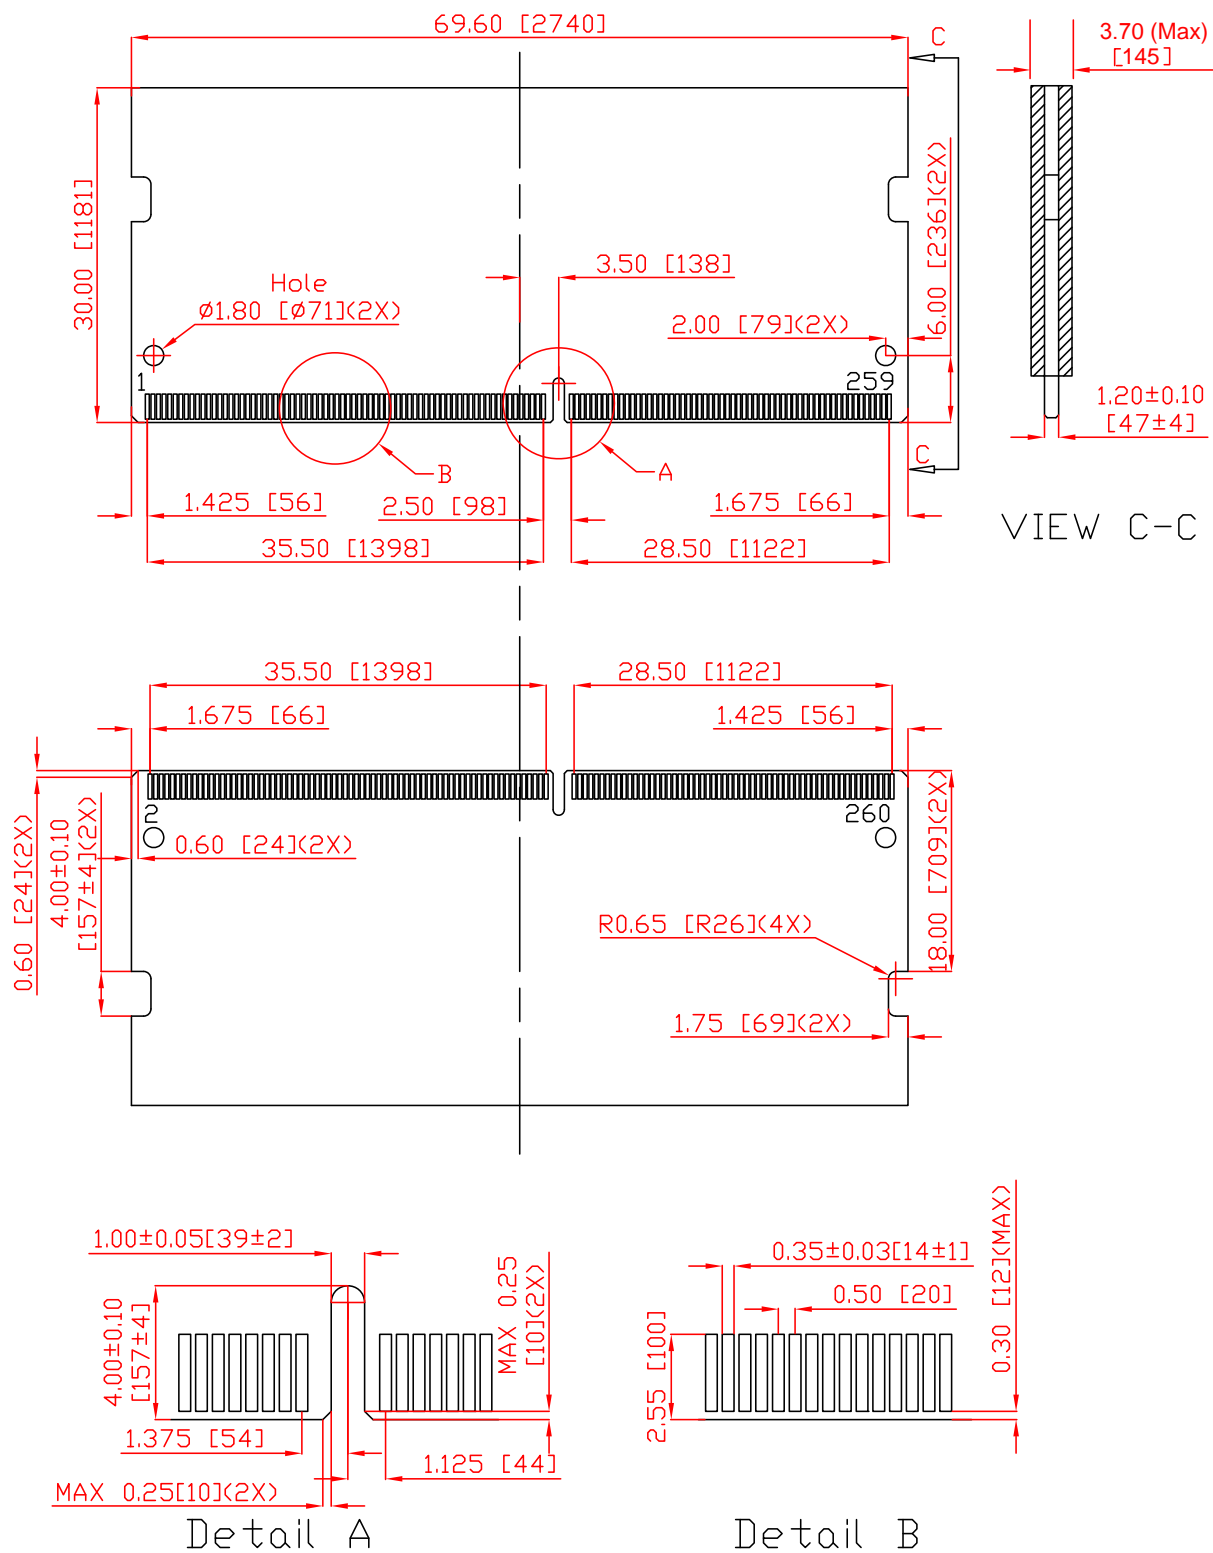 69.60 [2740]
C
3.70 (Max)
[145]
30.00 [1181]
6.00 [236](2X)
3.50 [138]
Hole
Ø1.80 [Ø71](2X)
2.00 [79](2X)
1
259
1.20±0.10
[47±4]
B
A
C
1.425 [56]
2.50 [98]
1.675 [66]
35.50 [1398]
28.50 [1122]
VIEW C-C
35.50 [1398]
28.50 [1122]
1.675 [66]
1.425 [56]
2
260
0.60 [24](2X)
0.60 [24](2X)
4.00±0.10
[157±4](2X)
18.00 [709](2X)
R0.65 [R26](4X)
1.75 [69](2X)
1.00±0.05[39±2]
4.00±0.10
[157±4]
MAX 0.25
[10](2X)
1.375 [54]
1.125 [44]
MAX 0.25[10](2X)
Detail A
0.35±0.03[14±1]
0.50 [20]
2.55 [100]
0.30 [12](MAX)
Detail B